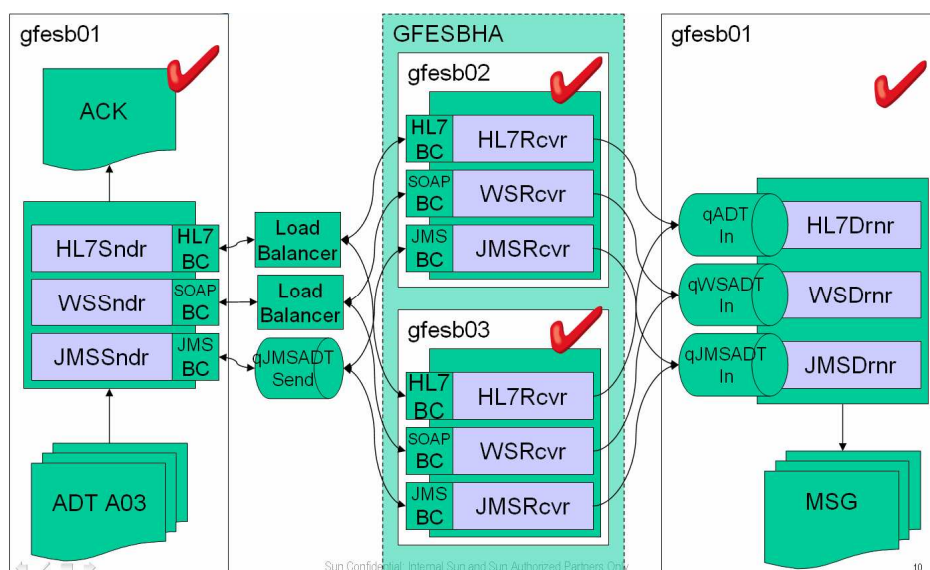 gfesb01
ACK
HL7Sndr
HL7
BC
WSSndr
SOAP
BC
JMSSndr
JMS
BC
ADT A03
Load
Balancer
Load
Balancer
qJMSADT
Send
GFESBHA
gfesb02
HL7
BC
HL7Rcvr
SOAP
BC
WSRcvr
JMS
BC
JMSRcvr
gfesb03
HL7
BC
HL7Rcvr
SOAP
BC
WSRcvr
JMS
BC
JMSRcvr
gfesb01
qADT
In
HL7Drnr
qWSADT
In
WSDrnr
qJMSADT
In
JMSDrnr
MSG
Sun Confidential: Internal Sun and Sun Authorized Partners Only
10